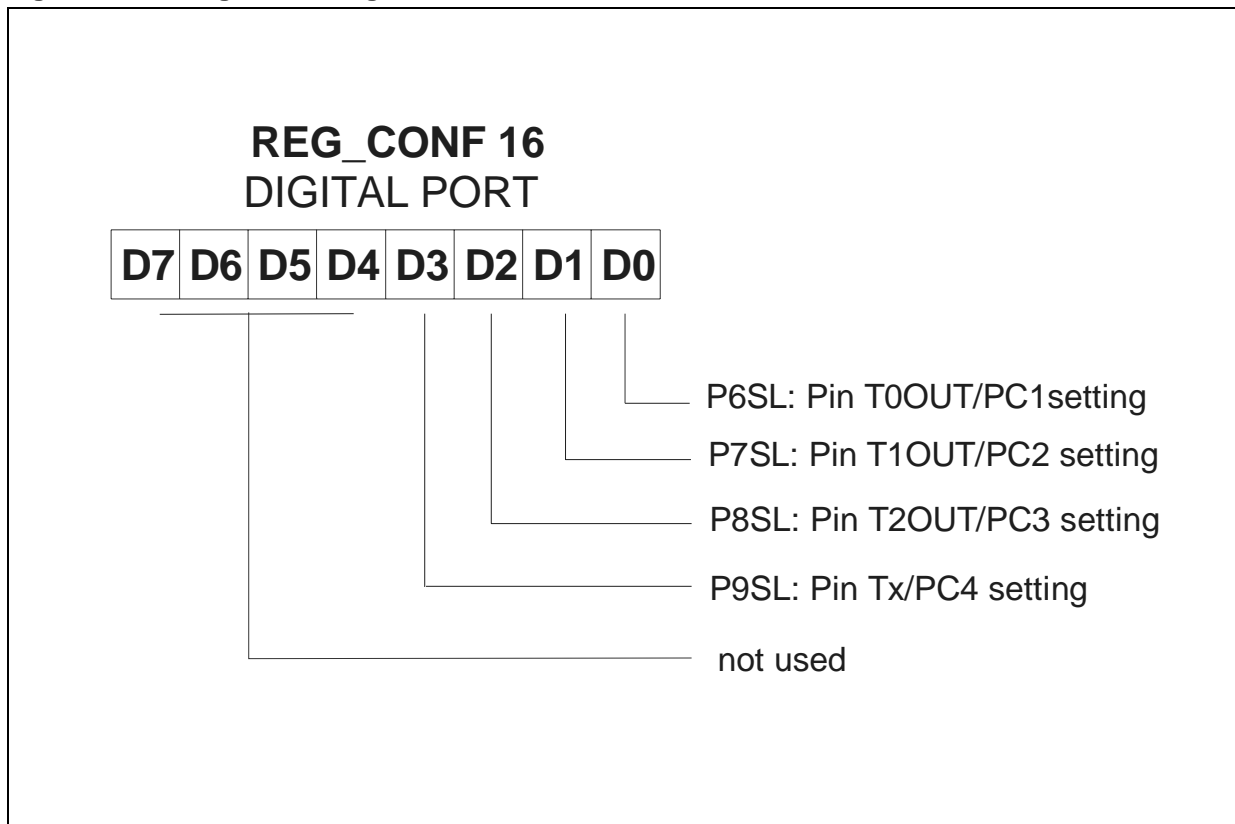 REG_CONF 16
DIGITAL PORT
D7 D6 D5 D4 D3 D2 D1 D0
P6SL: Pin T0OUT/PC1setting
P7SL: Pin T1OUT/PC2 setting
P8SL: Pin T2OUT/PC3 setting
P9SL: Pin Tx/PC4 setting
not used